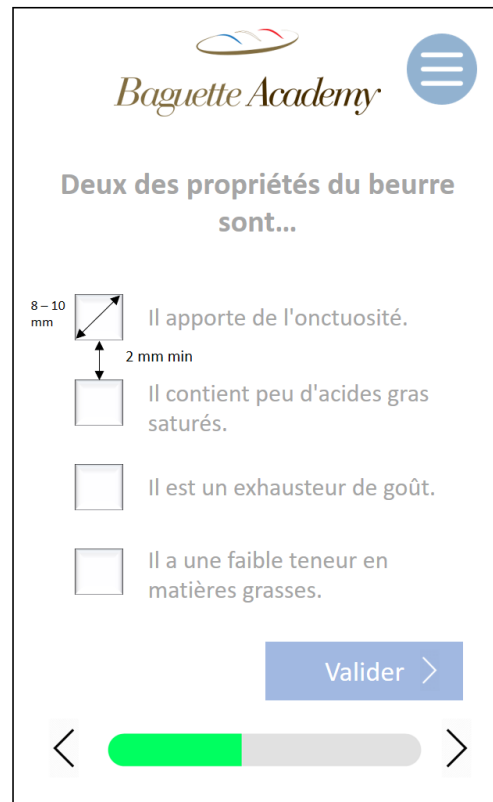 Baguette Academy
Deux des propriétés du beurre
sont...
8 – 10
mm
Il apporte de l'onctuosité.
2 mm min
Il contient peu d'acides gras
saturés.
Il est un exhausteur de goût.
Il a une faible teneur en
matières grasses.
Valider